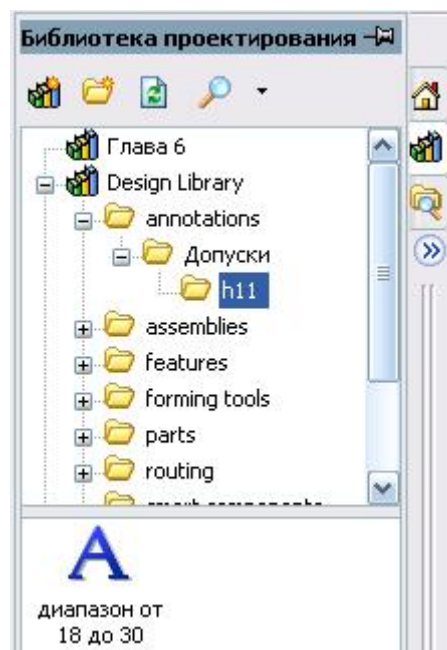 Библиотека проектирования
Глава 6
Design Library
annotations
Допуски
h11
assemblies
features
forming tools
parts
routing
диапазон от
18 до 30